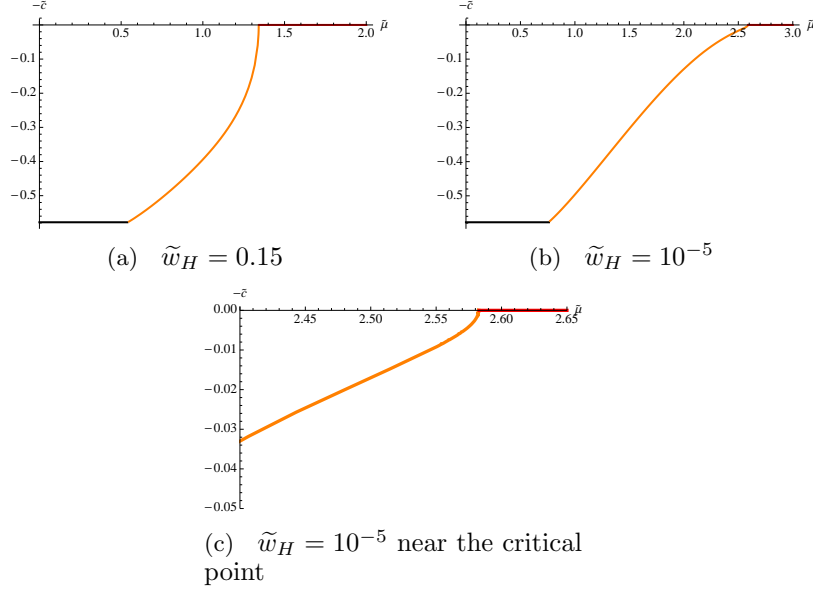 −c̃
0.5 1.0 1.5 2.0 μ̃
−0.1
−0.2
−0.3
−0.4
−0.5
(a) w̃_H = 0.15
−c̃
0.5 1.0 1.5 2.0 2.5 3.0 μ̃
−0.1
−0.2
−0.3
−0.4
−0.5
(b) w̃_H = 10^{−5}
−c̃
0.00
2.45 2.50 2.55 2.60 2.65 μ̃
−0.01
−0.02
−0.03
−0.04
−0.05
(c) w̃_H = 10^{−5} near the critical
point